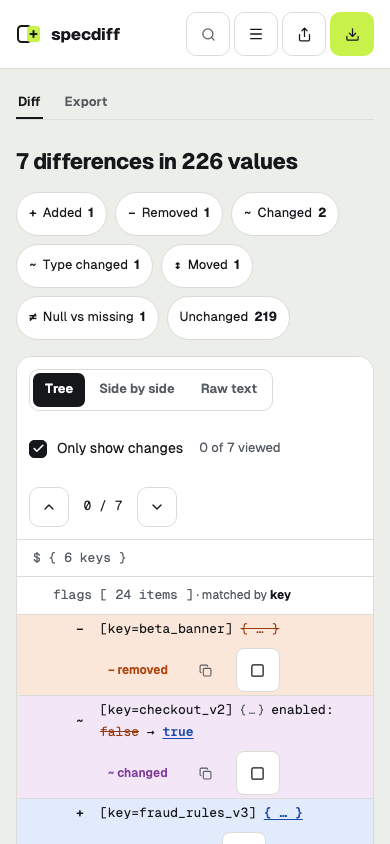 specdiff
Diff Export
7 differences in 226 values
+ Added 1 − Removed 1 ~ Changed 2
~ Type changed 1 ↕ Moved 1
≠ Null vs missing 1 Unchanged 219
Tree Side by side Raw text
Only show changes 0 of 7 viewed
0 / 7
$ { 6 keys }
flags [ 24 items ] · matched by key
− [key=beta_banner] { … }
− removed
~ [key=checkout_v2] {…} enabled:
false → true
~ changed
+ [key=fraud_rules_v3] { … }